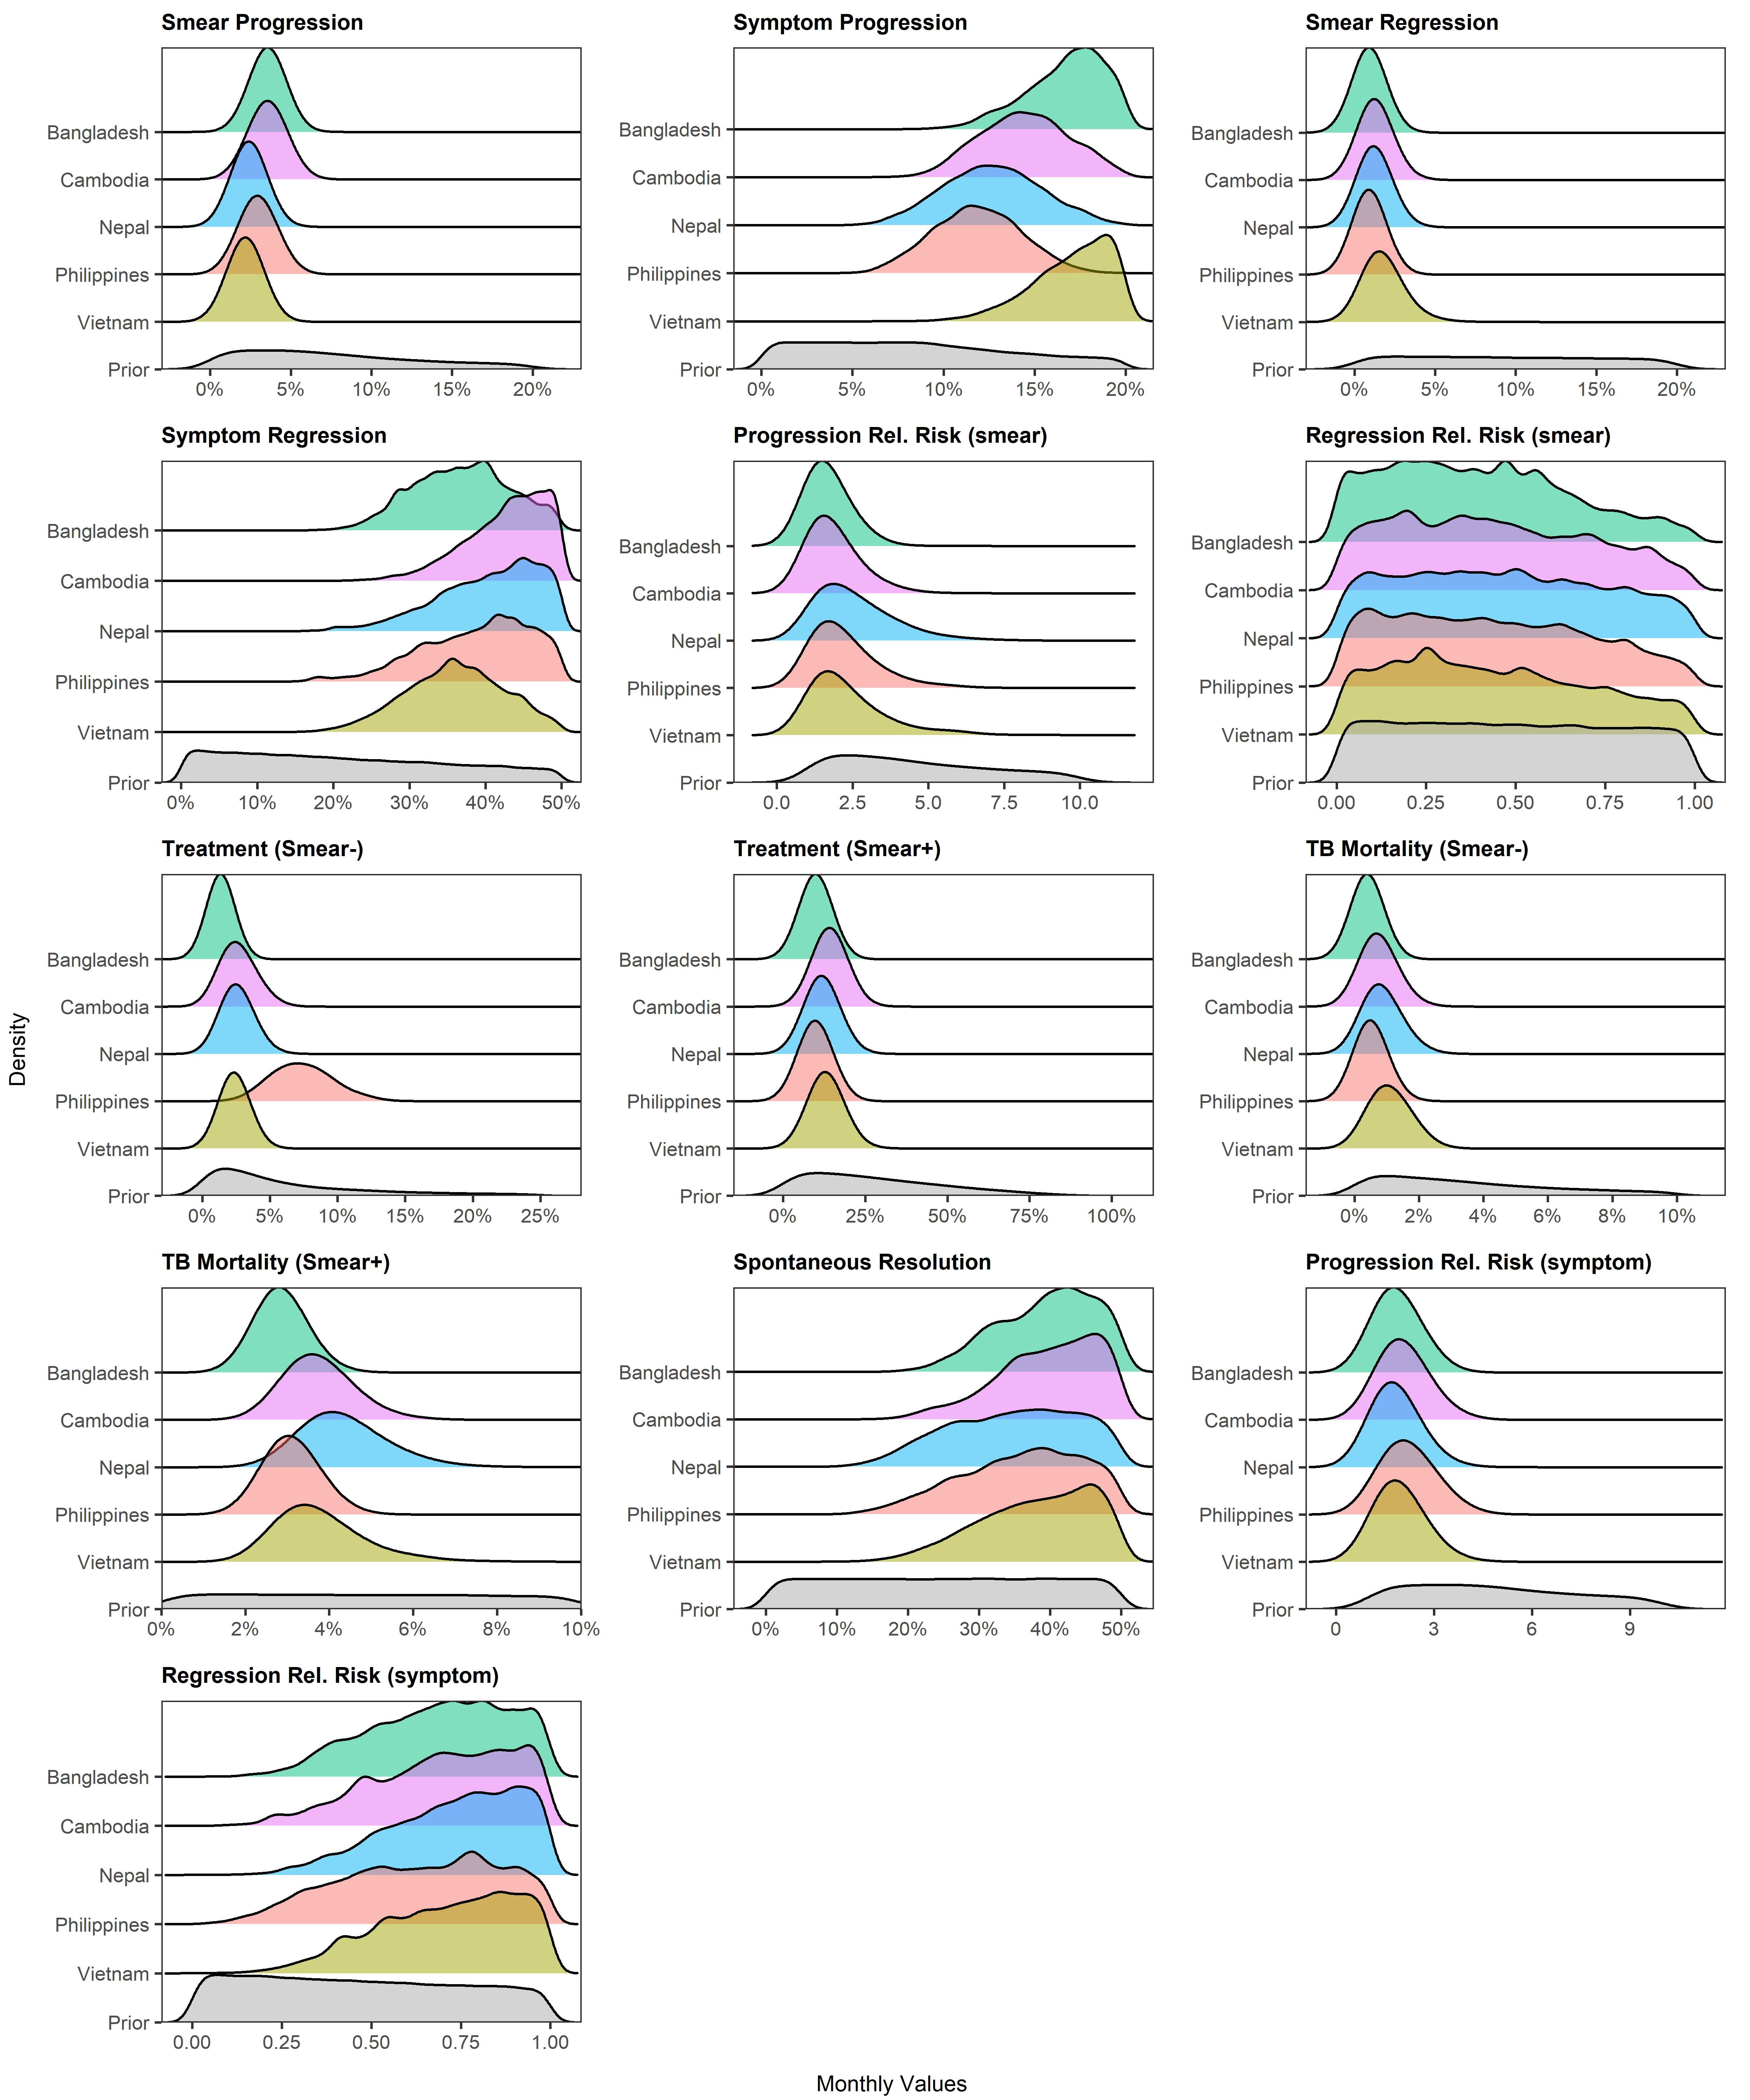 Smear Progression
Bangladesh
Cambodia
Nepal
Philippines
Vietnam
Prior
0% 5% 10% 15% 20%
Symptom Progression
Bangladesh
Cambodia
Nepal
Philippines
Vietnam
Prior
0% 5% 10% 15% 20%
Smear Regression
Bangladesh
Cambodia
Nepal
Philippines
Vietnam
Prior
0% 5% 10% 15% 20%
Symptom Regression
Bangladesh
Cambodia
Nepal
Philippines
Vietnam
Prior
0% 10% 20% 30% 40% 50%
Progression Rel. Risk (smear)
Bangladesh
Cambodia
Nepal
Philippines
Vietnam
Prior
0.0 2.5 5.0 7.5 10.0
Regression Rel. Risk (smear)
Bangladesh
Cambodia
Nepal
Philippines
Vietnam
Prior
0.00 0.25 0.50 0.75 1.00
Treatment (Smear-)
Bangladesh
Cambodia
Nepal
Philippines
Vietnam
Prior
0% 5% 10% 15% 20% 25%
Treatment (Smear+)
Bangladesh
Cambodia
Nepal
Philippines
Vietnam
Prior
0% 25% 50% 75% 100%
TB Mortality (Smear-)
Bangladesh
Cambodia
Nepal
Philippines
Vietnam
Prior
0% 2% 4% 6% 8% 10%
TB Mortality (Smear+)
Bangladesh
Cambodia
Nepal
Philippines
Vietnam
Prior
0% 2% 4% 6% 8% 10%
Spontaneous Resolution
Bangladesh
Cambodia
Nepal
Philippines
Vietnam
Prior
0% 10% 20% 30% 40% 50%
Progression Rel. Risk (symptom)
Bangladesh
Cambodia
Nepal
Philippines
Vietnam
Prior
0 3 6 9
Regression Rel. Risk (symptom)
Bangladesh
Cambodia
Nepal
Philippines
Vietnam
Prior
0.00 0.25 0.50 0.75 1.00
Density
Monthly Values